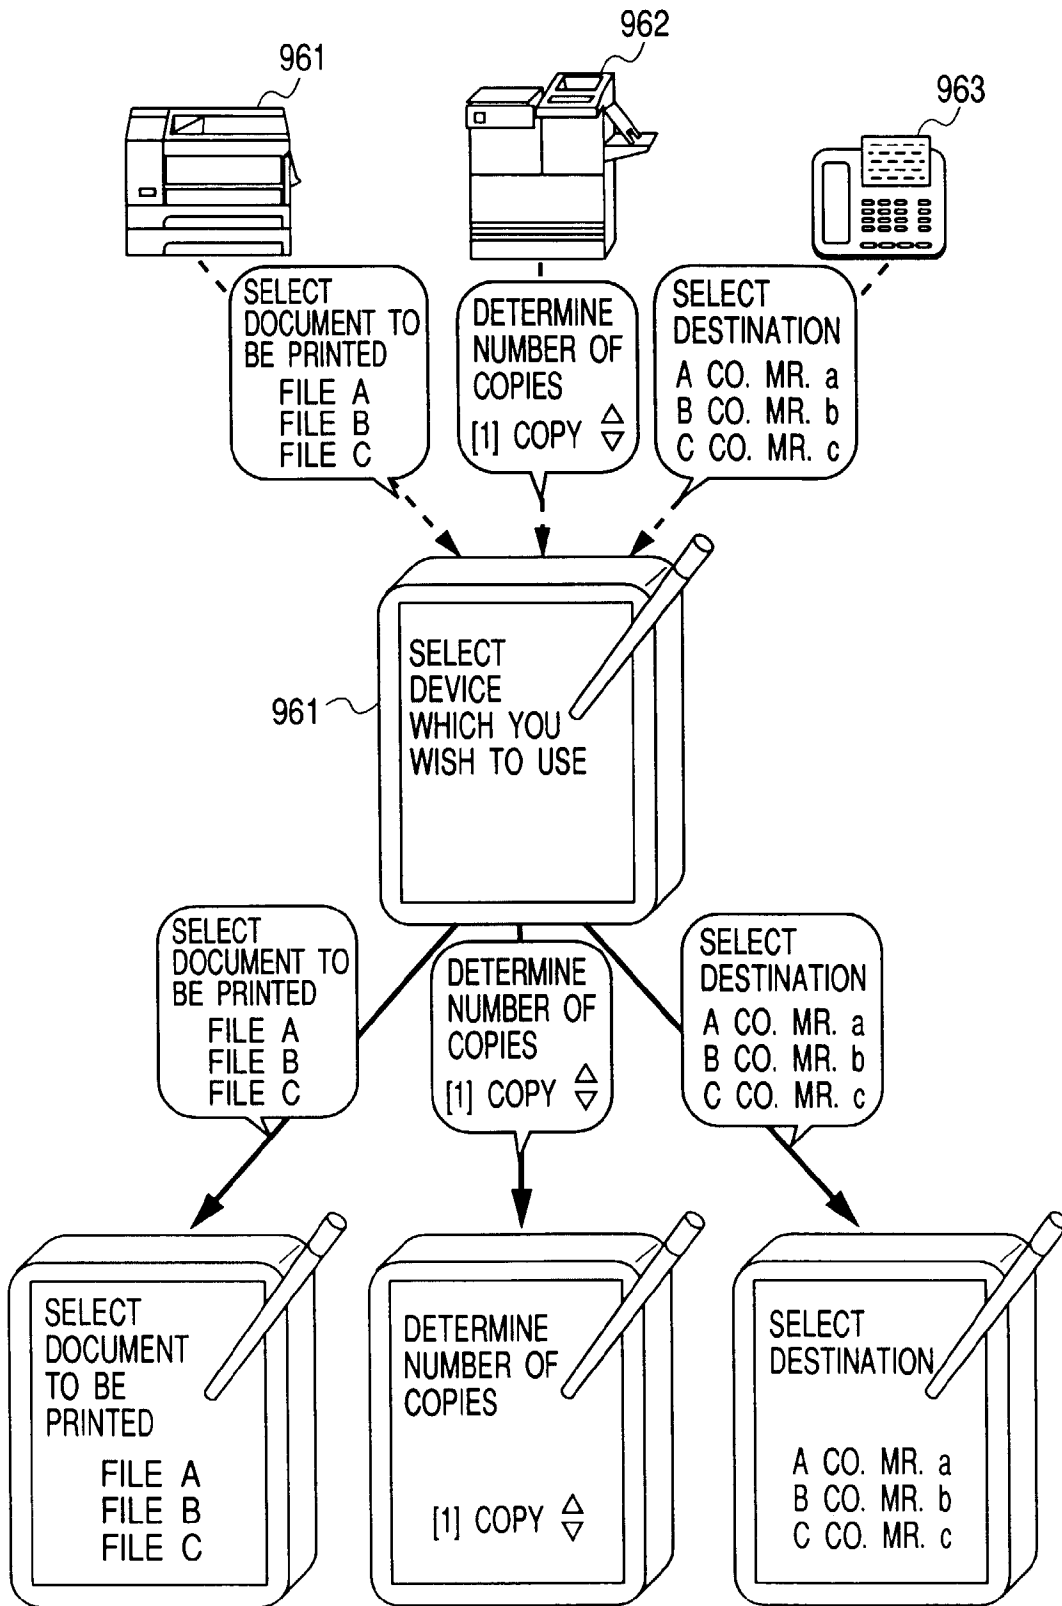 961
962
963
SELECT
DOCUMENT TO
BE PRINTED
FILE A
FILE B
FILE C
DETERMINE
NUMBER OF
COPIES
[1] COPY △▽
SELECT
DESTINATION
A CO. MR. a
B CO. MR. b
C CO. MR. c
961
SELECT
DEVICE
WHICH YOU
WISH TO USE
SELECT
DOCUMENT TO
BE PRINTED
FILE A
FILE B
FILE C
DETERMINE
NUMBER OF
COPIES
[1] COPY △▽
SELECT
DESTINATION
A CO. MR. a
B CO. MR. b
C CO. MR. c
SELECT
DOCUMENT
TO BE
PRINTED
FILE A
FILE B
FILE C
DETERMINE
NUMBER OF
COPIES
[1] COPY △▽
SELECT
DESTINATION
A CO. MR. a
B CO. MR. b
C CO. MR. c